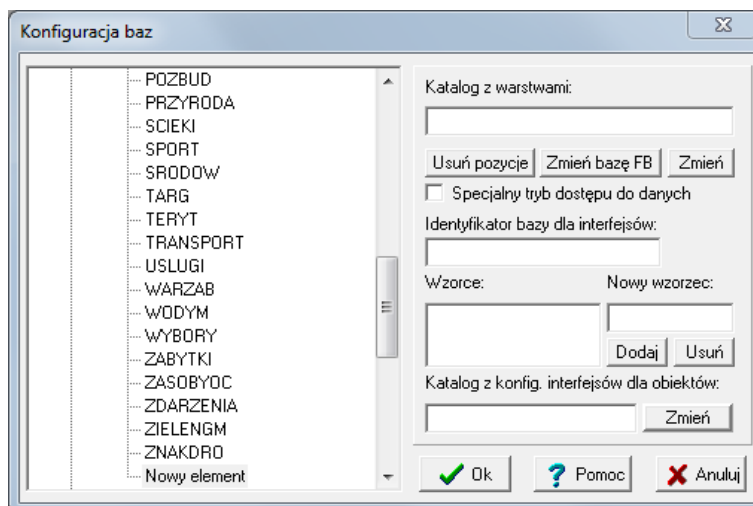 Konfiguracja baz
POZBUD
PRZYRODA
SCIEKI
SPORT
SRODOW
TARG
TERYT
TRANSPORT
USLUGI
WARZAB
WODYM
WYBORY
ZABYTKI
ZASOBYOC
ZDARZENIA
ZIELENGM
ZNAKDRO
Nowy element
Katalog z warstwami:
Usuń pozycje Zmień bazę FB Zmień
Specjalny tryb dostępu do danych
Identyfikator bazy dla interfejsów:
Wzorce: Nowy wzorzec:
Dodaj Usuń
Katalog z konfig. interfejsów dla obiektów:
Zmień
Ok Pomoc Anuluj